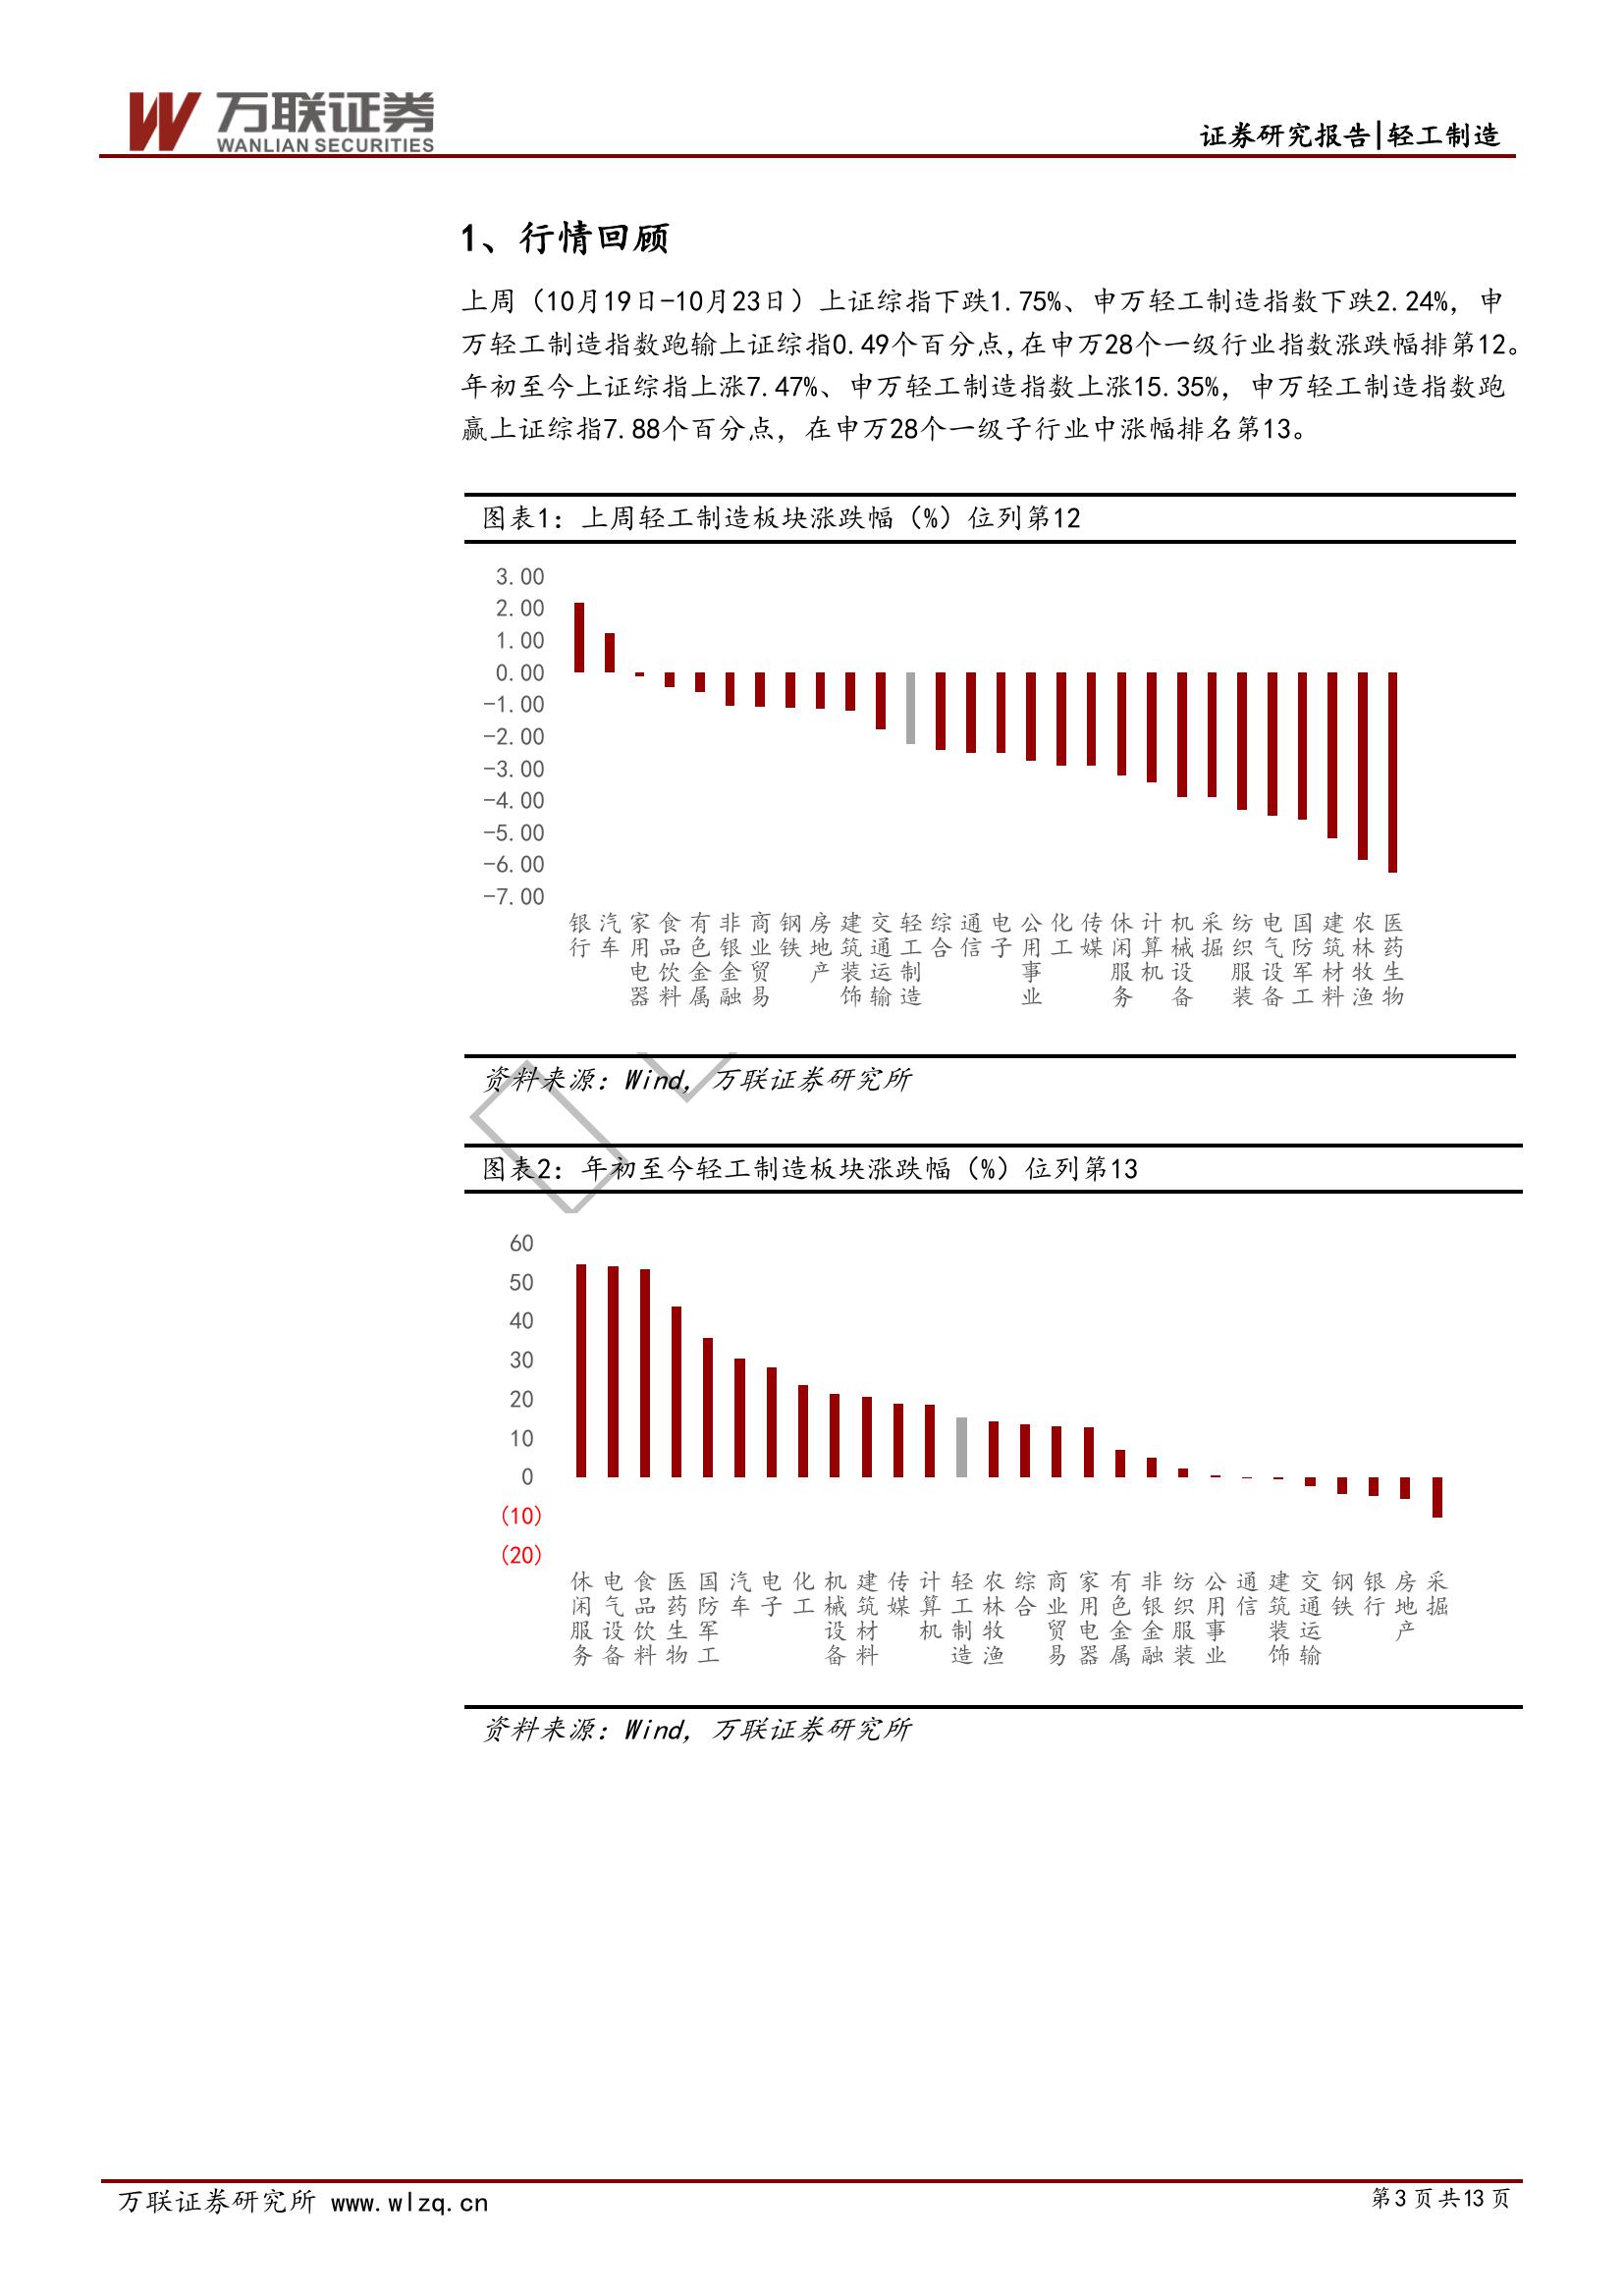 万联证券
WANLIAN SECURITIES
证券研究报告|轻工制造
1、行情回顾
上周（10月19日-10月23日）上证综指下跌1.75%、申万轻工制造指数下跌2.24%，申
万轻工制造指数跑输上证综指0.49个百分点,在申万28个一级行业指数涨跌幅排第12。
年初至今上证综指上涨7.47%、申万轻工制造指数上涨15.35%，申万轻工制造指数跑
赢上证综指7.88个百分点，在申万28个一级子行业中涨幅排名第13。
图表1：上周轻工制造板块涨跌幅（%）位列第12
3.00
2.00
1.00
0.00
-1.00
-2.00
-3.00
-4.00
-5.00
-6.00
-7.00
银行
汽车
家用电器
食品饮料
有色金属
非银金融
商业贸易
钢铁
房地产
建筑装饰
交通运输
轻工制造
综合
通信
电子
公用事业
化工
传媒
休闲服务
计算机
机械设备
采掘
纺织服装
电气设备
国防军工
建筑材料
农林牧渔
医药生物
资料来源：Wind，万联证券研究所
图表2：年初至今轻工制造板块涨跌幅（%）位列第13
60
50
40
30
20
10
0
(10)
(20)
休闲服务
电气设备
食品饮料
医药生物
国防军工
汽车
电子
化工
机械设备
建筑材料
传媒
计算机
轻工制造
农林牧渔
综合
商业贸易
家用电器
有色金属
非银金融
纺织服装
公用事业
通信
建筑装饰
交通运输
钢铁
银行
房地产
采掘
资料来源：Wind，万联证券研究所
万联证券研究所 www.wlzq.cn
第3页共13页